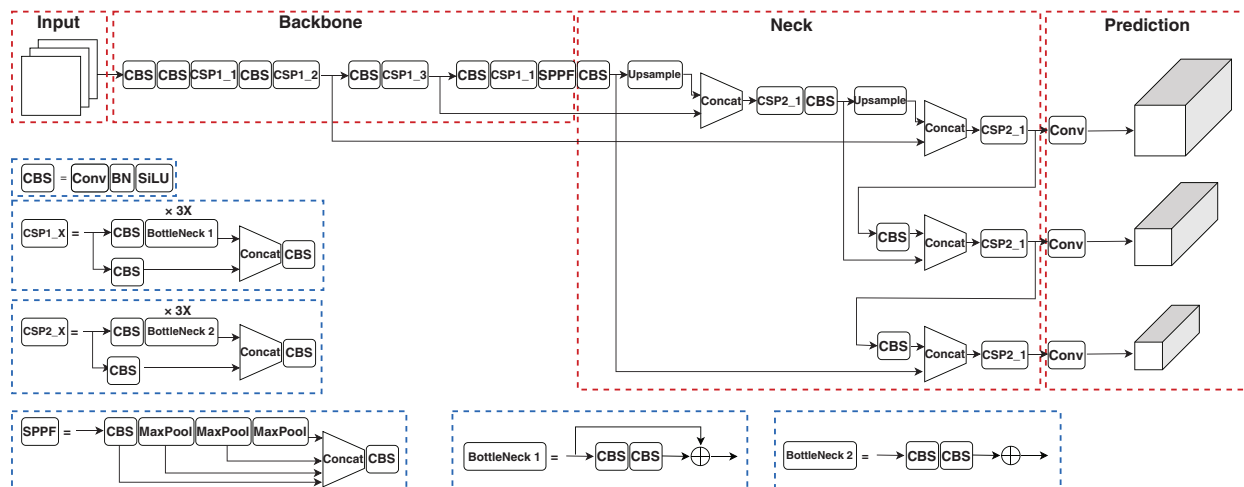 Input
Backbone
Neck
Prediction
CBS CBS CSP1_1 CBS CSP1_2 CBS CSP1_3 CBS CSP1_1 SPPF CBS Upsample
Concat CSP2_1 CBS Upsample
Concat CSP2_1 Conv
CBS = Conv BN SiLU
× 3X
CSP1_X = CBS BottleNeck 1
Concat CBS
CBS
CBS Concat CSP2_1 Conv
× 3X
CSP2_X = CBS BottleNeck 2
Concat CBS
CBS
CBS Concat CSP2_1 Conv
SPPF = CBS MaxPool MaxPool MaxPool
Concat CBS
BottleNeck 1 = CBS CBS
BottleNeck 2 = CBS CBS